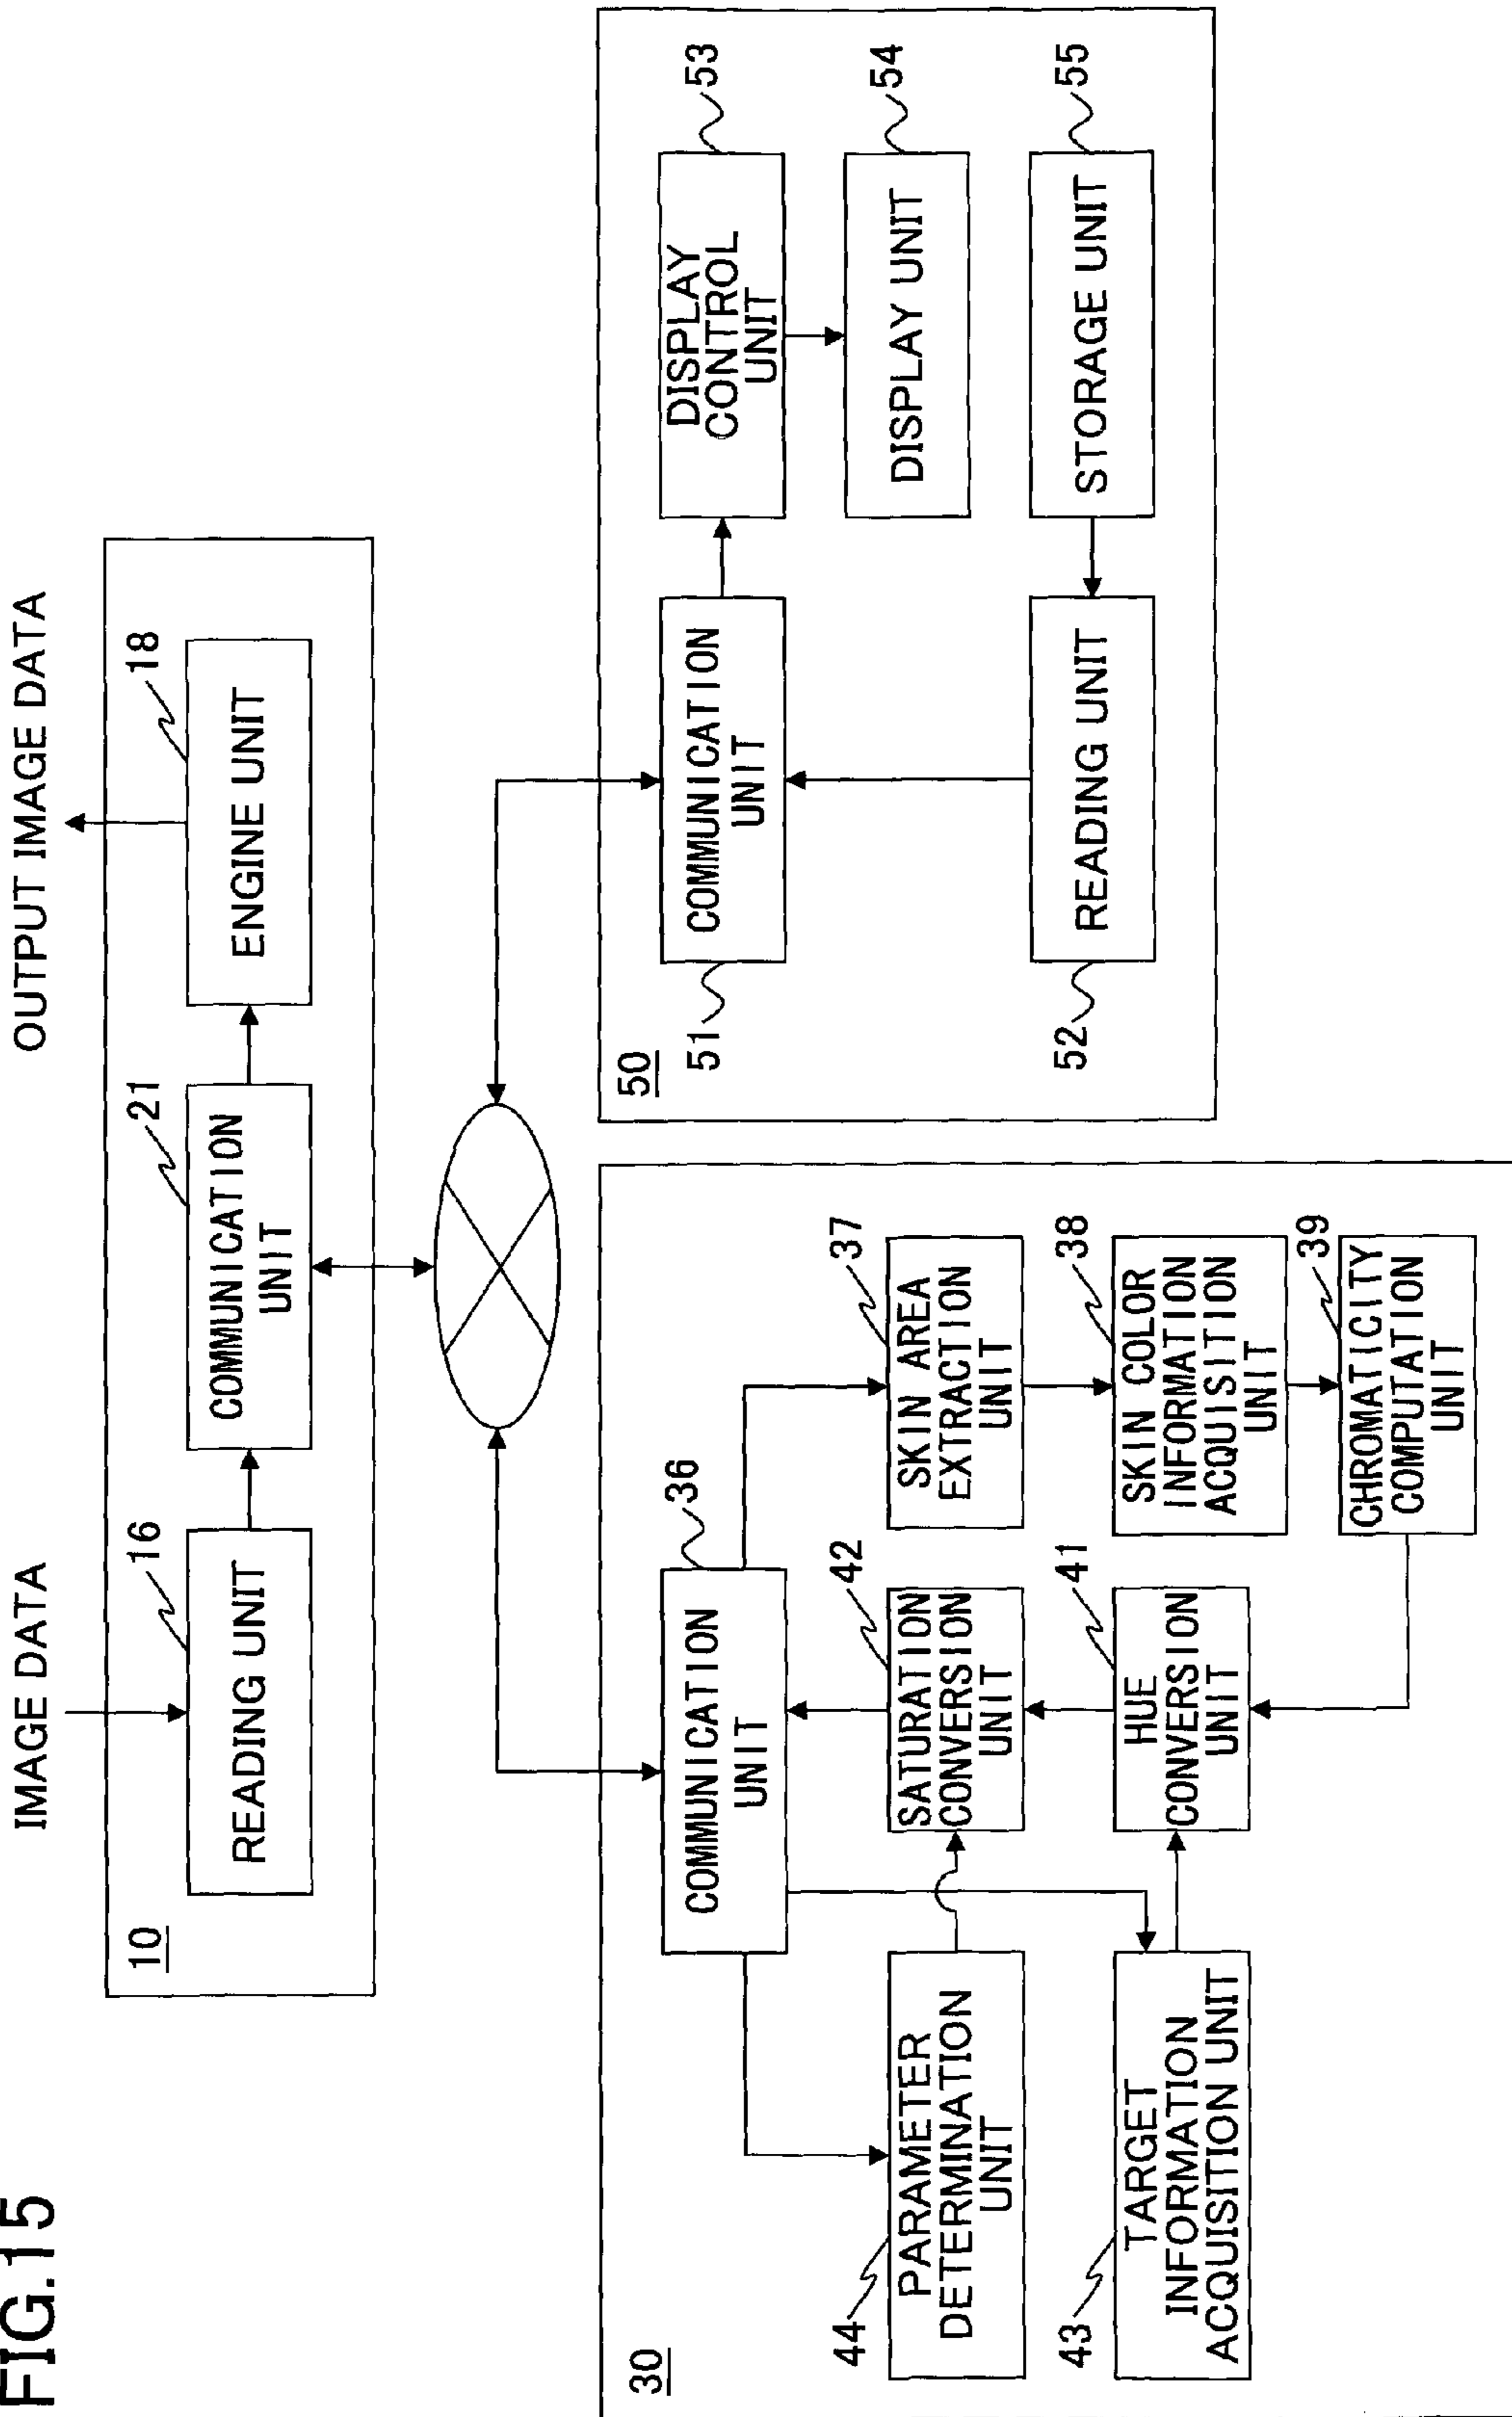 FIG.15
IMAGE DATA
OUTPUT IMAGE DATA
10
16
READING UNIT
21
COMMUNICATION
UNIT
18
ENGINE UNIT
30
36
COMMUNICATION
UNIT
44
PARAMETER
DETERMINATION
UNIT
42
SATURATION
CONVERSION
UNIT
37
SKIN AREA
EXTRACTION
UNIT
43
TARGET
INFORMATION
ACQUISITION UNIT
41
HUE
CONVERSION
UNIT
38
SKIN COLOR
INFORMATION
ACQUISITION
UNIT
39
CHROMATICITY
COMPUTATION
UNIT
50
51
COMMUNICATION
UNIT
53
DISPLAY
CONTROL
UNIT
54
DISPLAY UNIT
52
READING UNIT
55
STORAGE UNIT